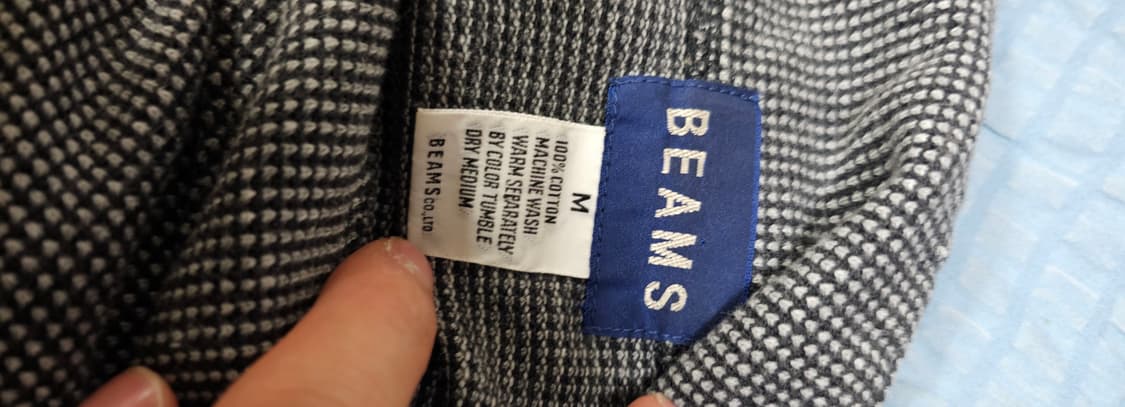 BEAMS
M
100% COTTON
MACHINE WASH
WARM SEPARATELY
BY COLOR TUMBLE
DRY MEDIUM
BEAMS CO.,LTD